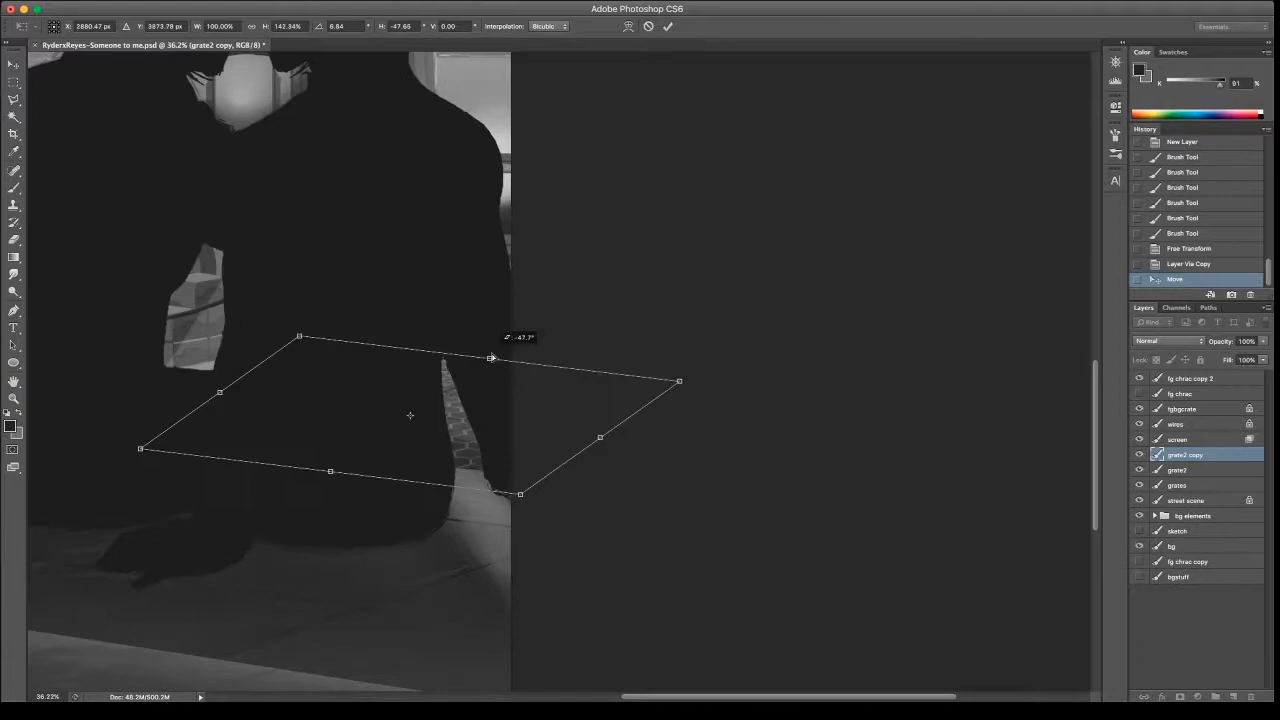 Adobe Photoshop CS6
X: 2880.47 px Y: 3873.78 px W: 100.00% H: 142.34% 6.84 ° H: -47.65 ° V: 0.00 ° Interpolation: Bicubic Essentials
× RyderxReyes-Someone to me.psd @ 36.2% (grate2 copy, RGB/8) *
Color Swatches
K 91 %
History
New Layer
Brush Tool
Brush Tool
Brush Tool
Brush Tool
Brush Tool
Brush Tool
Free Transform
Layer Via Copy
Move
Layers Channels Paths
Kind
Normal Opacity: 100%
Lock: Fill: 100%
fg chrac copy 2
fg chrac
fgbgcrate
wires
screen
grate2 copy
grate2
grates
street scene
bg elements
sketch
bg
fg chrac copy
bgstuff
: -47.7°
36.22% Doc: 48.2M/500.2M